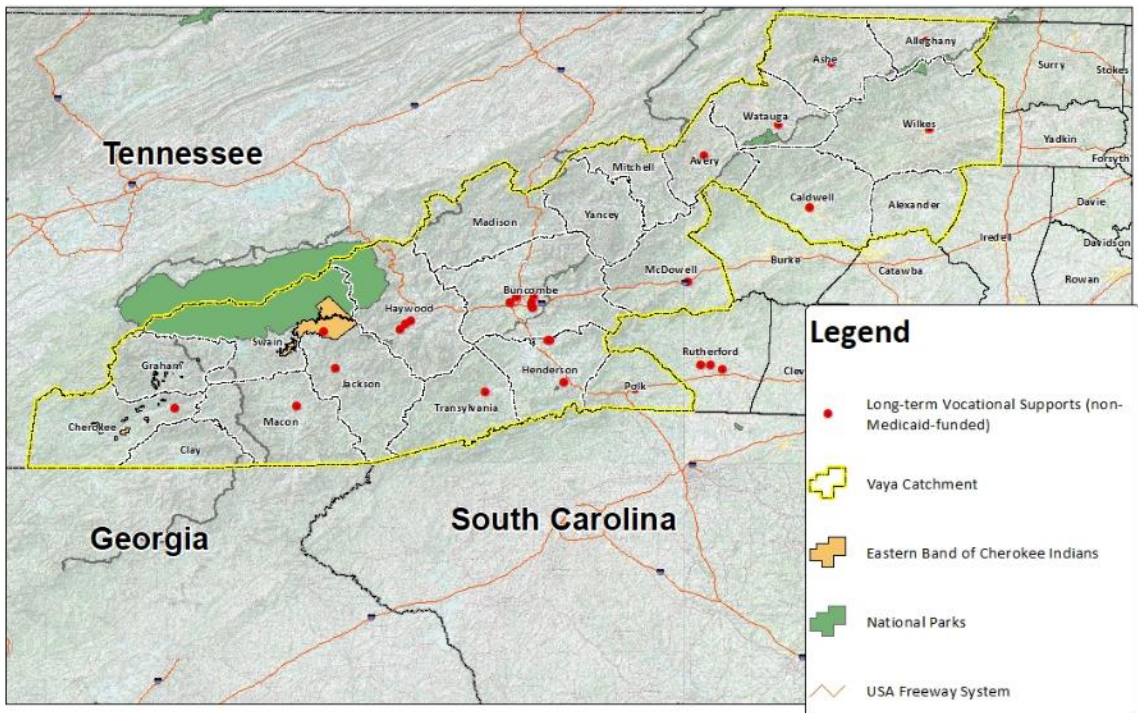 Alleghany
Ashe
Surry
Stokes
Watauga
Wilkes
Yadkin
Forsyth
Tennessee
Mitchell
Avery
Caldwell
Alexander
Davie
Madison
Yancey
Iredell
Davidson
McDowell
Burke
Catawba
Rowan
Buncombe
Haywood
Swain
Rutherford
Clev
Graham
Jackson
Henderson
Polk
Cherokee
Macon
Transylvania
Clay
Georgia
South Carolina
Legend
Long-term Vocational Supports (non-
Medicaid-funded)
Vaya Catchment
Eastern Band of Cherokee Indians
National Parks
USA Freeway System